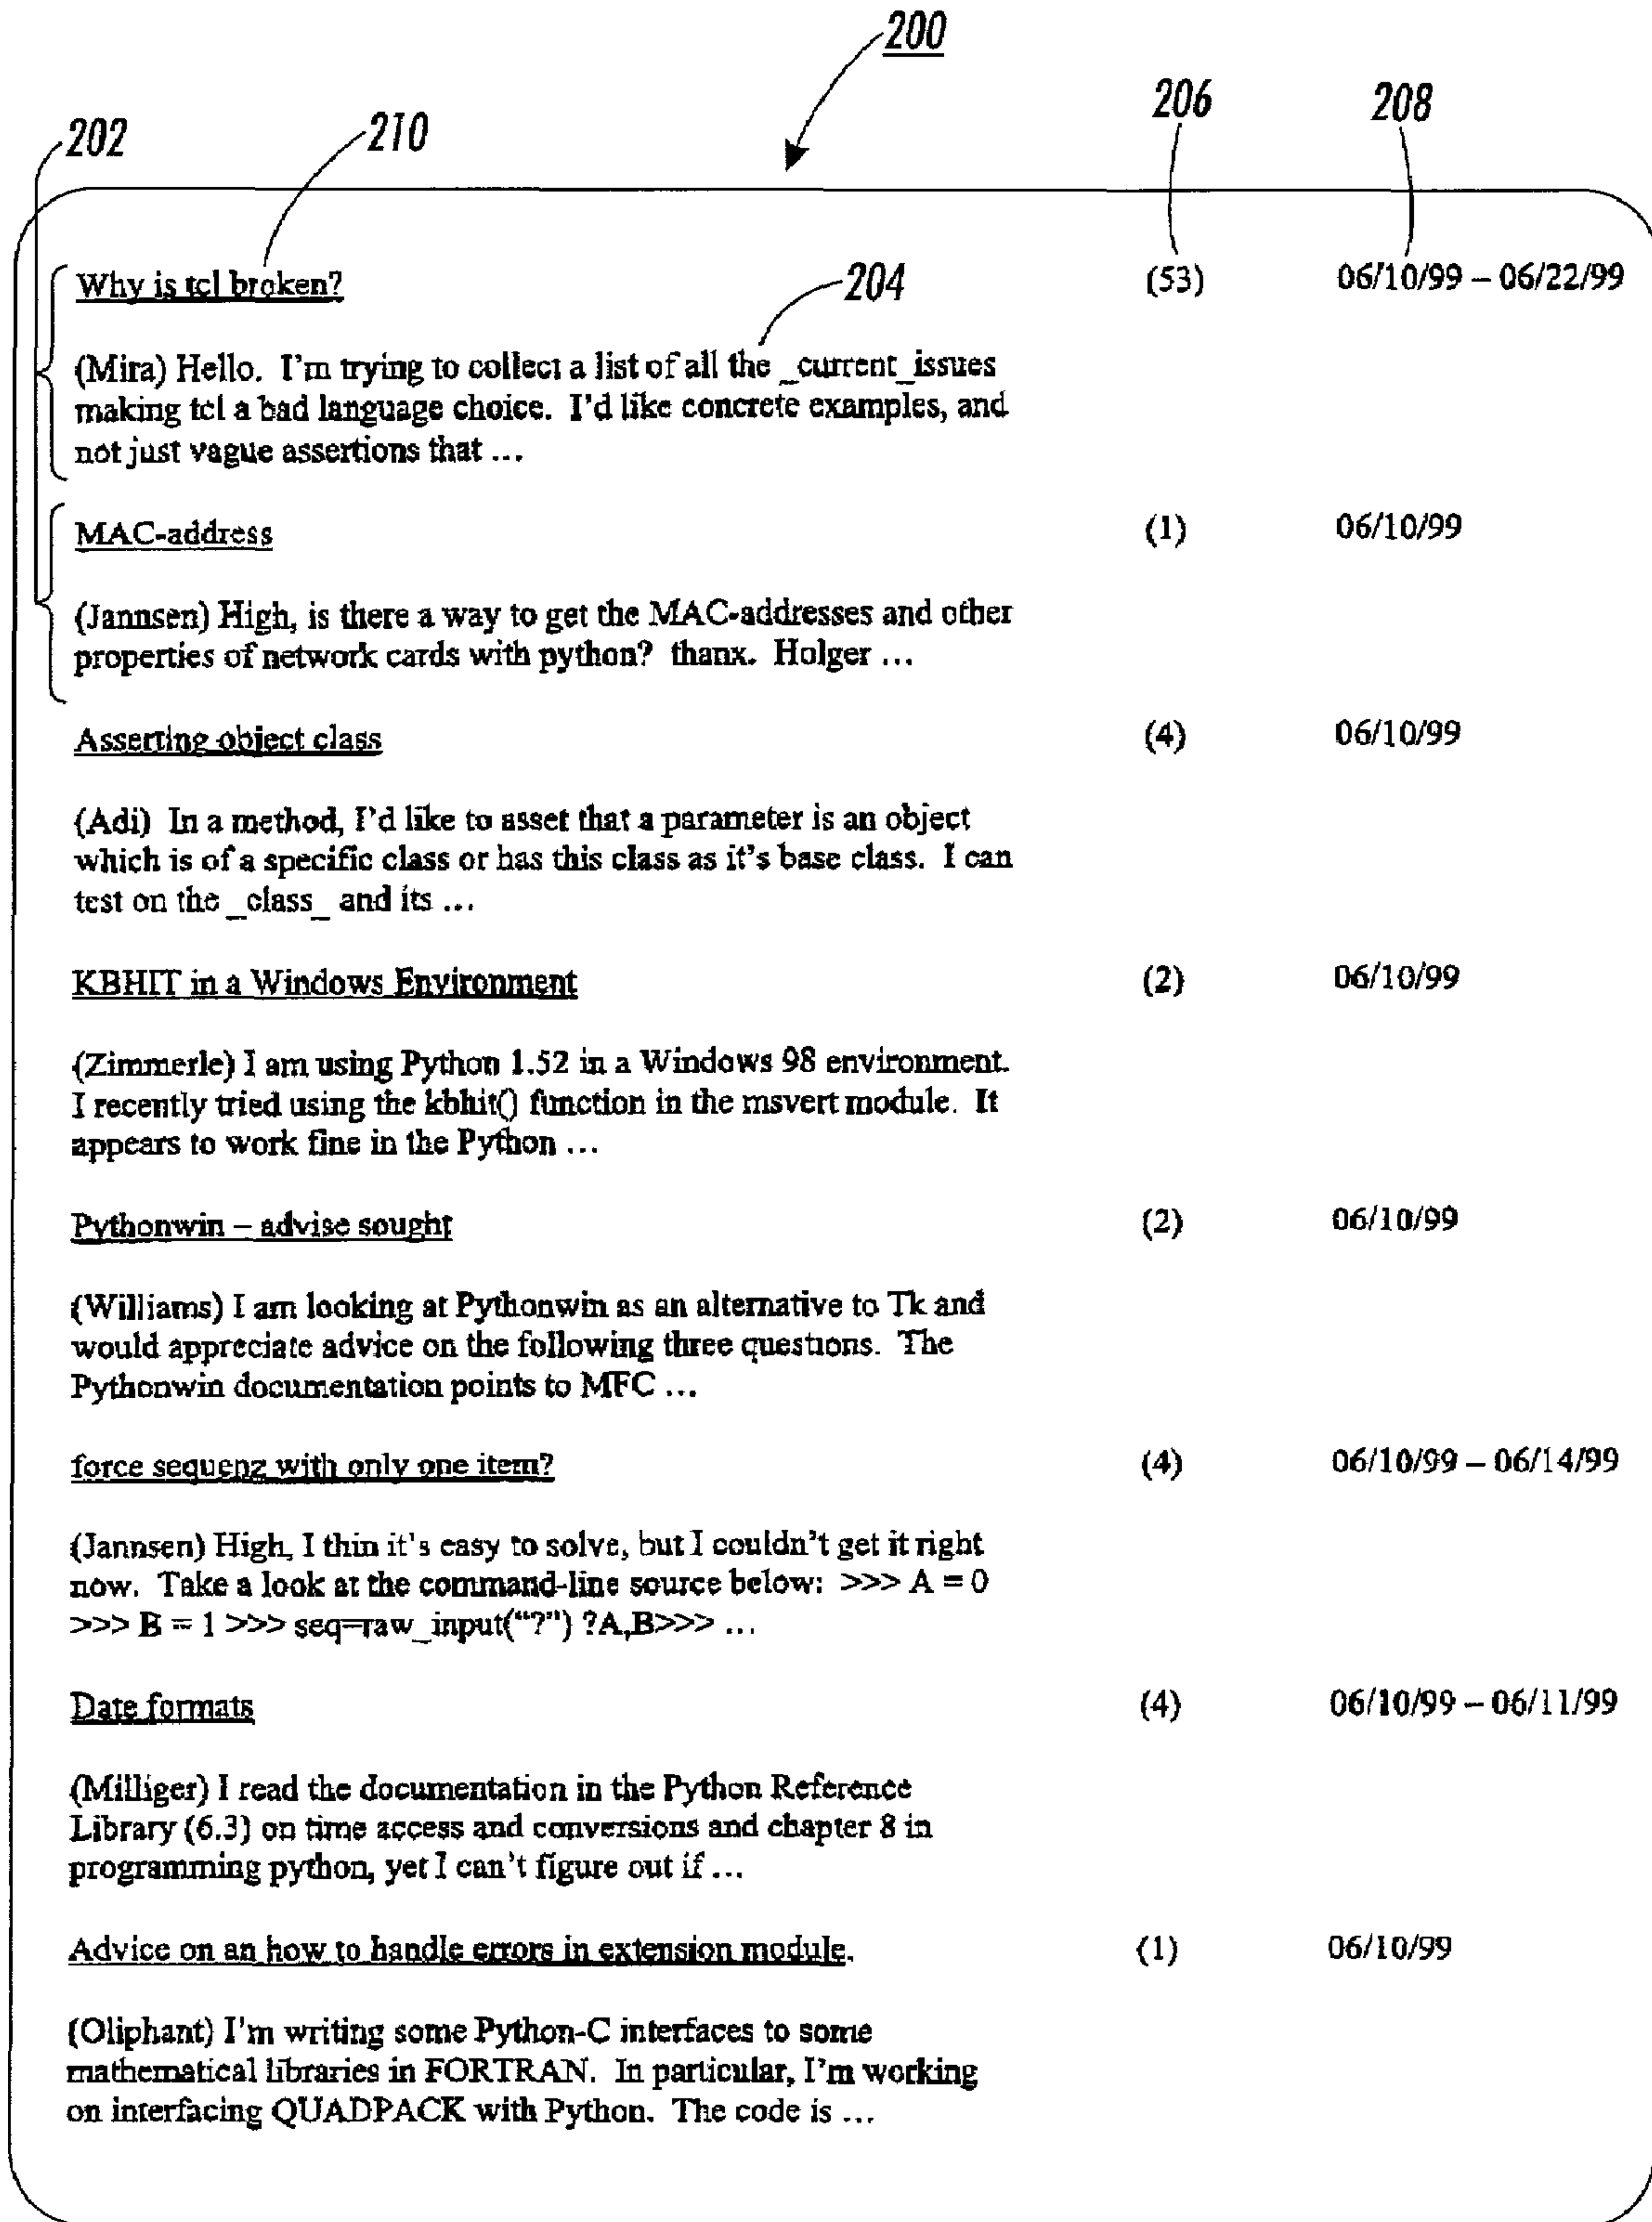 200
206
208
202
210
Why is tcl broken? (53) 06/10/99 – 06/22/99
204
(Mira) Hello. I'm trying to collect a list of all the _current_issues
making tcl a bad language choice. I'd like concrete examples, and
not just vague assertions that ...
MAC-address (1) 06/10/99
(Jannsen) High, is there a way to get the MAC-addresses and other
properties of network cards with python? thanx. Holger ...
Asserting object class (4) 06/10/99
(Adi) In a method, I'd like to asset that a parameter is an object
which is of a specific class or has this class as it's base class. I can
test on the _class_ and its ...
KBHIT in a Windows Environment (2) 06/10/99
(Zimmerle) I am using Python 1.52 in a Windows 98 environment.
I recently tried using the kbhit() function in the msvert module. It
appears to work fine in the Python ...
Pythonwin – advise sought (2) 06/10/99
(Williams) I am looking at Pythonwin as an alternative to Tk and
would appreciate advice on the following three questions. The
Pythonwin documentation points to MFC ...
force sequenz with only one item? (4) 06/10/99 – 06/14/99
(Jannsen) High, I thin it's easy to solve, but I couldn't get it right
now. Take a look at the command-line source below: >>> A = 0
>>> B = 1 >>> seq=raw_input("?") ?A,B>>> ...
Date formats (4) 06/10/99 – 06/11/99
(Milliger) I read the documentation in the Python Reference
Library (6.3) on time access and conversions and chapter 8 in
programming python, yet I can't figure out if ...
Advice on an how to handle errors in extension module. (1) 06/10/99
(Oliphant) I'm writing some Python-C interfaces to some
mathematical libraries in FORTRAN. In particular, I'm working
on interfacing QUADPACK with Python. The code is ...